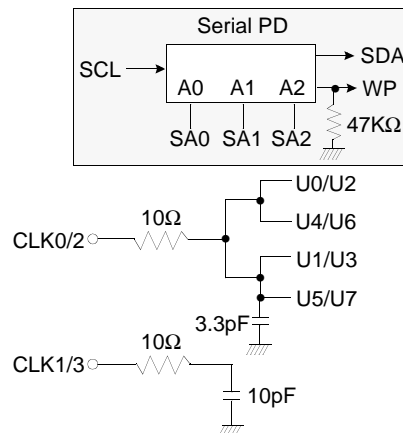 Serial PD
SCL
SDA
A0 A1 A2
WP
47KΩ
SA0 SA1 SA2
U0/U2
10Ω
U4/U6
CLK0/2
U1/U3
U5/U7
3.3pF
10Ω
CLK1/3
10pF